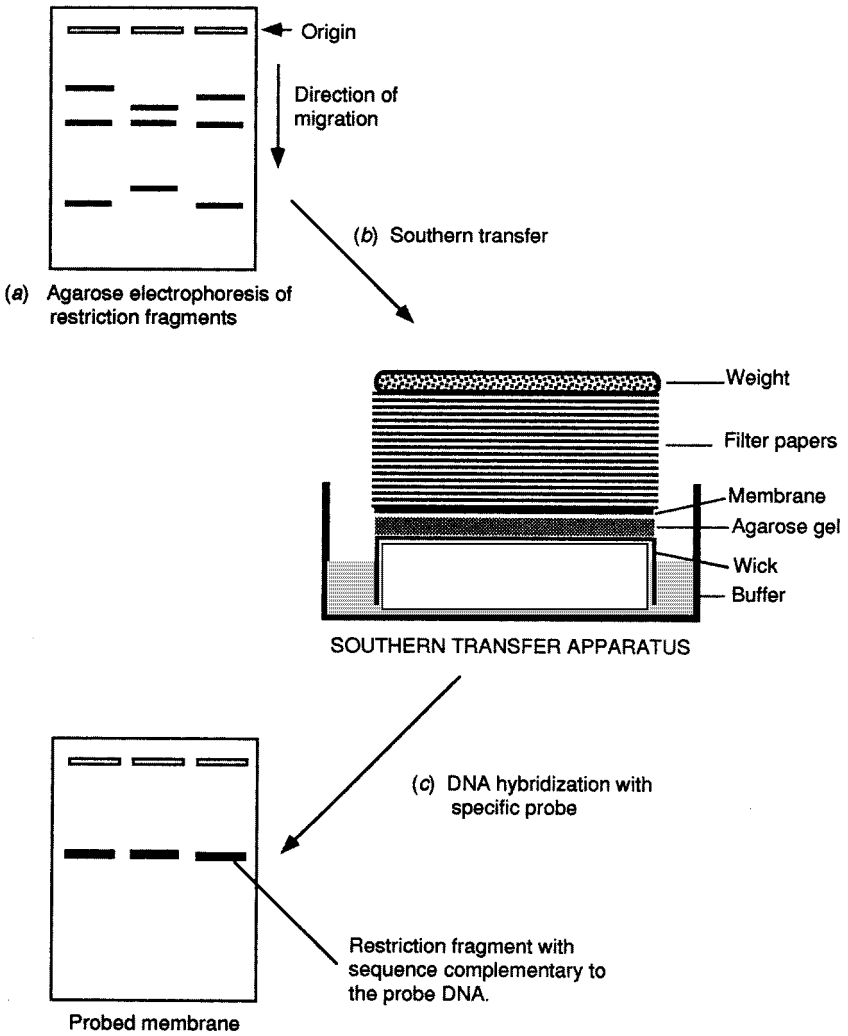 Origin
Direction of
migration
(b) Southern transfer
(a) Agarose electrophoresis of
restriction fragments
Weight
Filter papers
Membrane
Agarose gel
Wick
Buffer
SOUTHERN TRANSFER APPARATUS
(c) DNA hybridization with
specific probe
Restriction fragment with
sequence complementary to
the probe DNA.
Probed membrane